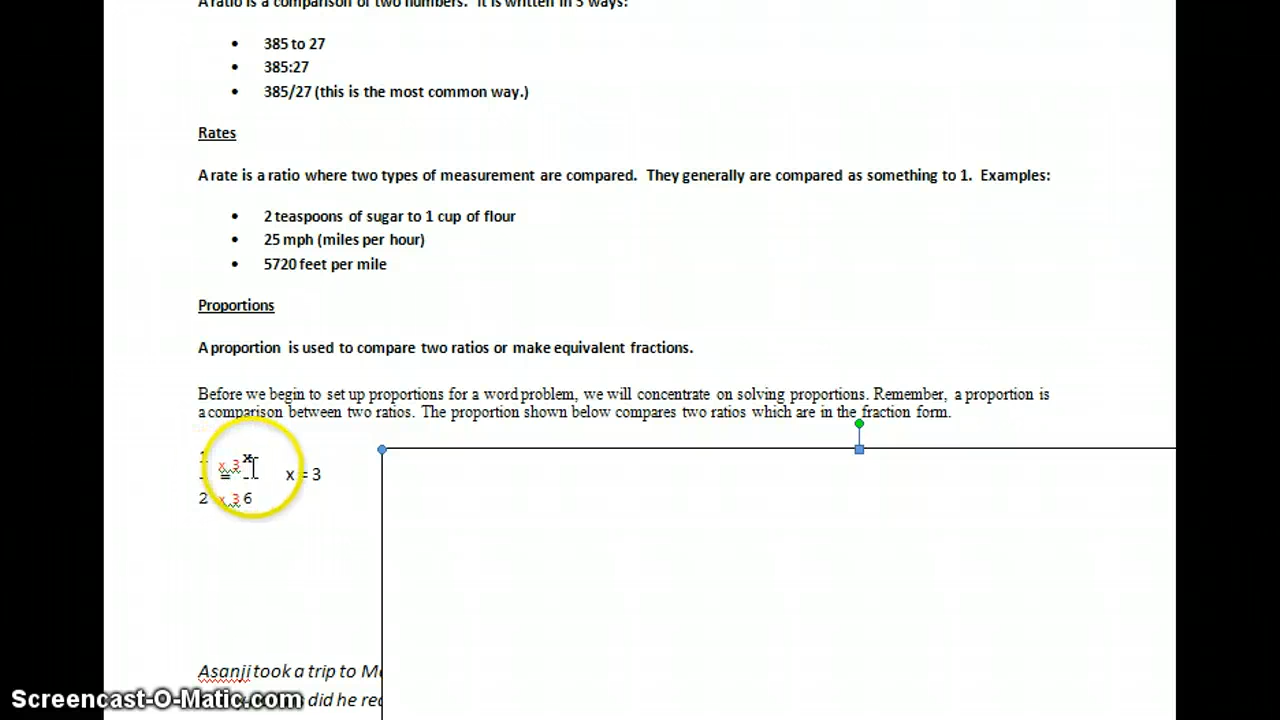 A ratio is a comparison of two numbers. It is written in 3 ways:
• 385 to 27
• 385:27
• 385/27 (this is the most common way.)
Rates
A rate is a ratio where two types of measurement are compared. They generally are compared as something to 1. Examples:
• 2 teaspoons of sugar to 1 cup of flour
• 25 mph (miles per hour)
• 5720 feet per mile
Proportions
A proportion is used to compare two ratios or make equivalent fractions.
Before we begin to set up proportions for a word problem, we will concentrate on solving proportions. Remember, a proportion is
a comparison between two ratios. The proportion shown below compares two ratios which are in the fraction form.
1 x 3 x
= x = 3
2 x 3 6
Asanji took a trip to
did he
Screencast-O-Matic.com